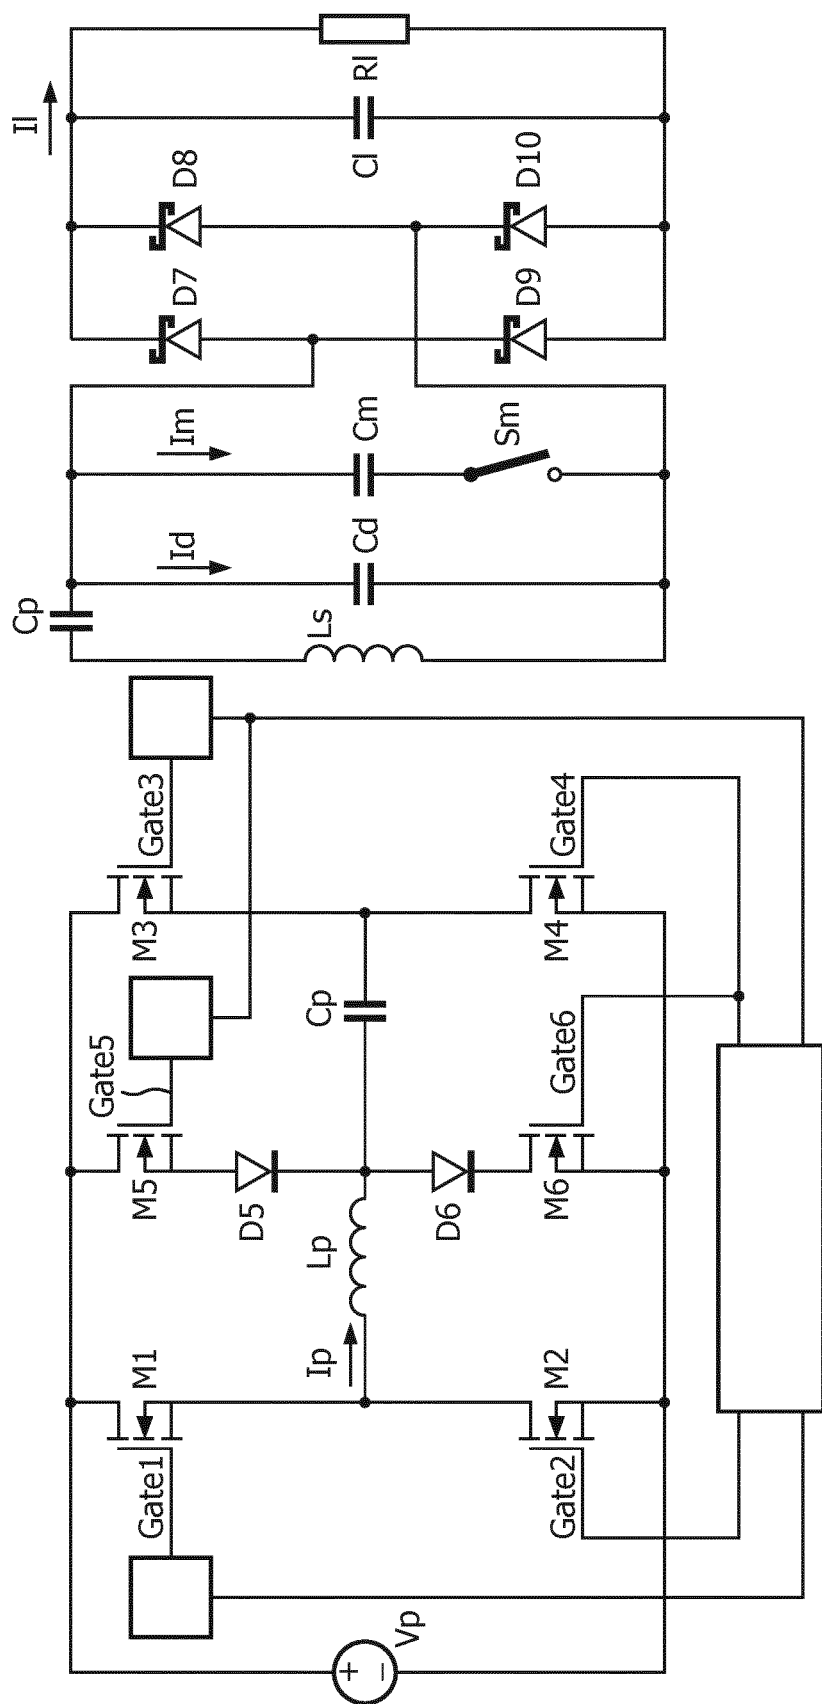 Il
Rl
Cl
D8
D10
D7
D9
Im
Cm
Sm
Id
Cd
Cp
Ls
Gate3
Gate4
M3
M4
Cp
Gate5
Gate6
M5
M6
D5
D6
Lp
Ip
M1
M2
Gate1
Gate2
Vp
+
−